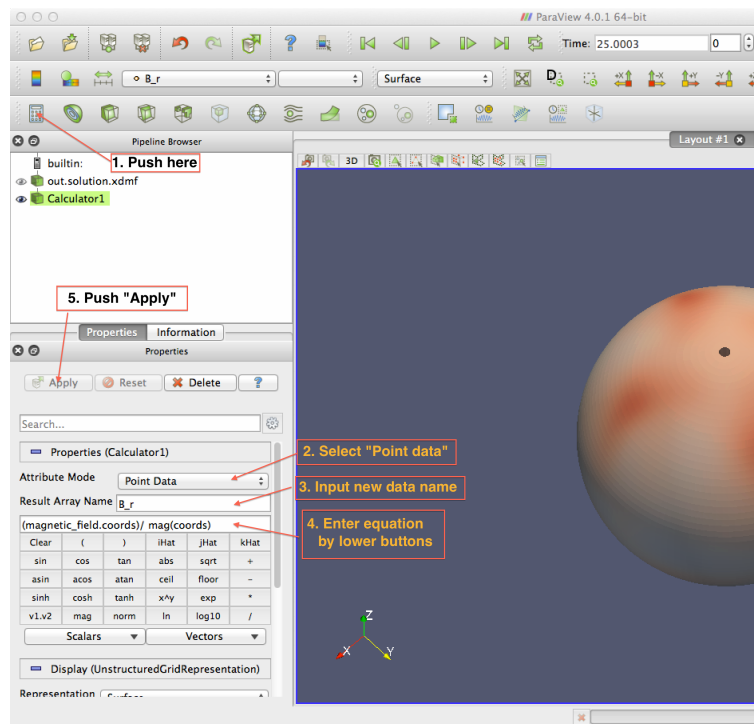 ParaView 4.0.1 64-bit
Time: 25.0003 0
B_r Surface
1. Push here
Pipeline Browser
builtin:
out.solution.xdmf
Calculator1
5. Push "Apply"
Properties Information
Properties
Apply Reset Delete ?
Search...
Properties (Calculator1)
Attribute Mode Point Data
Result Array Name B_r
(magnetic_field.coords)/ mag(coords)
Clear ( ) iHat jHat kHat
sin cos tan abs sqrt +
asin acos atan ceil floor -
sinh cosh tanh x^y exp *
v1.v2 mag norm ln log10 /
Scalars Vectors
Display (UnstructuredGridRepresentation)
Representation Surface
Layout #1
3D
2. Select "Point data"
3. Input new data name
4. Enter equation
by lower buttons
Z
X Y